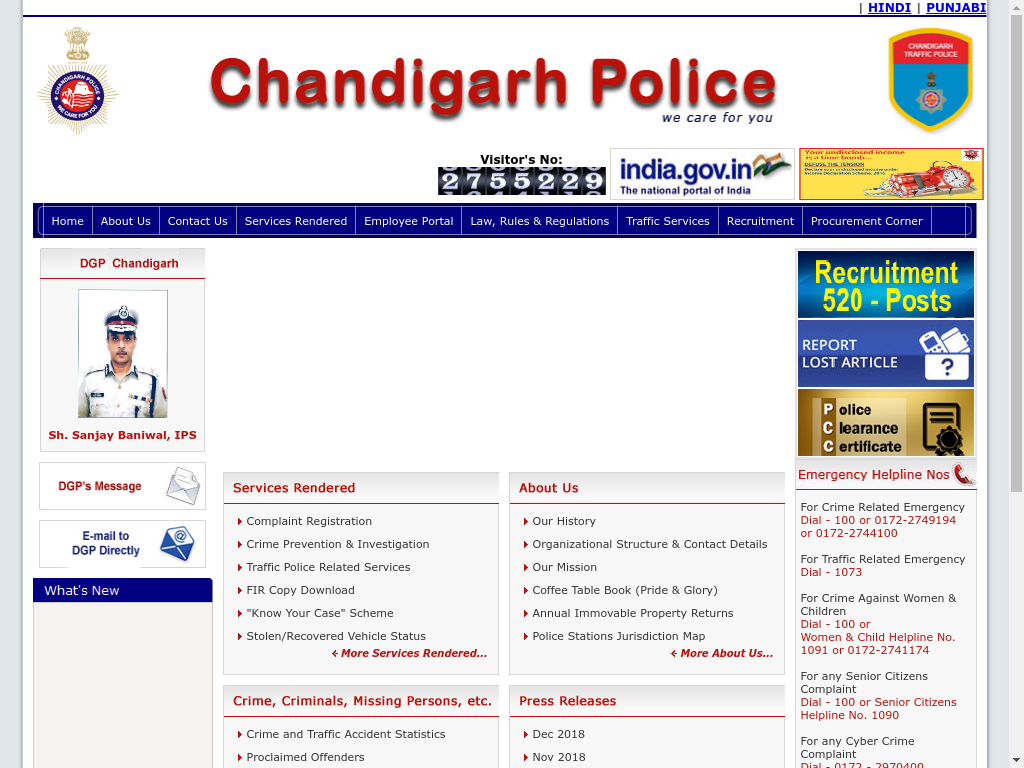 | HINDI | PUNJABI
CHANDIGARH POLICE
WE CARE FOR YOU
Chandigarh Police
we care for you
CHANDIGARH
TRAFFIC POLICE
Visitor's No:
2755229
india.gov.in
The national portal of India
Your undisclosed income
is a time bomb...
DEFUSE THE TENSION
Declare your undisclosed income under
Income Declaration Scheme, 2016
Home
About Us
Contact Us
Services Rendered
Employee Portal
Law, Rules & Regulations
Traffic Services
Recruitment
Procurement Corner
DGP Chandigarh
Sh. Sanjay Baniwal, IPS
DGP's Message
E-mail to
DGP Directly
What's New
Services Rendered
Complaint Registration
Crime Prevention & Investigation
Traffic Police Related Services
FIR Copy Download
"Know Your Case" Scheme
Stolen/Recovered Vehicle Status
More Services Rendered...
About Us
Our History
Organizational Structure & Contact Details
Our Mission
Coffee Table Book (Pride & Glory)
Annual Immovable Property Returns
Police Stations Jurisdiction Map
More About Us...
Crime, Criminals, Missing Persons, etc.
Crime and Traffic Accident Statistics
Proclaimed Offenders
Press Releases
Dec 2018
Nov 2018
Recruitment
520 - Posts
REPORT
LOST ARTICLE
Police
Clearance
Certificate
Emergency Helpline Nos
For Crime Related Emergency
Dial - 100 or 0172-2749194
or 0172-2744100
For Traffic Related Emergency
Dial - 1073
For Crime Against Women &
Children
Dial - 100 or
Women & Child Helpline No.
1091 or 0172-2741174
For any Senior Citizens
Complaint
Dial - 100 or Senior Citizens
Helpline No. 1090
For any Cyber Crime
Complaint
Dial - 0172 - 2970400